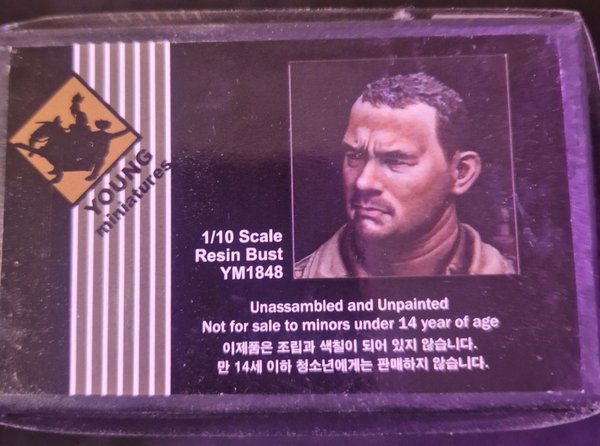 YOUNG
miniatures
1/10 Scale
Resin Bust
YM1848
Unassambled and Unpainted
Not for sale to minors under 14 year of age
이제품은 조립과 색칠이 되어 있지 않습니다.
만 14세 이하 청소년에게는 판매하지 않습니다.